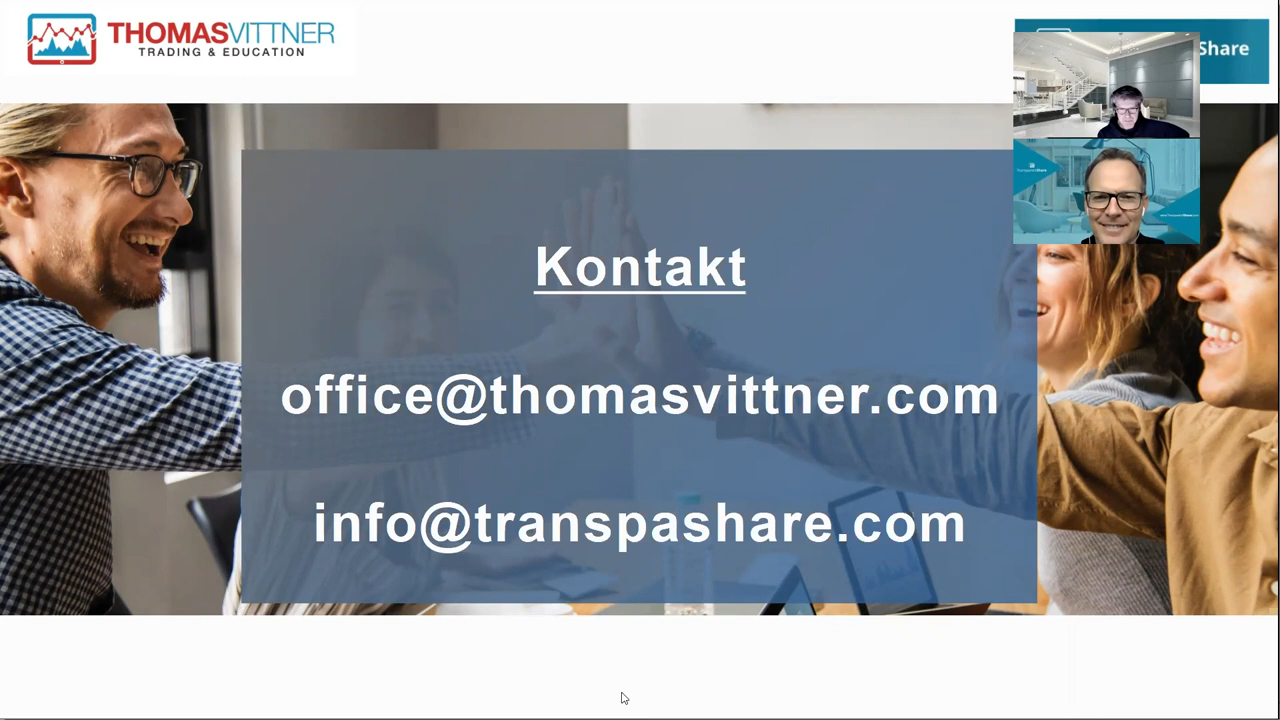 THOMASVITTNER
TRADING & EDUCATION
Share
Kontakt
office@thomasvittner.com
info@transpashare.com